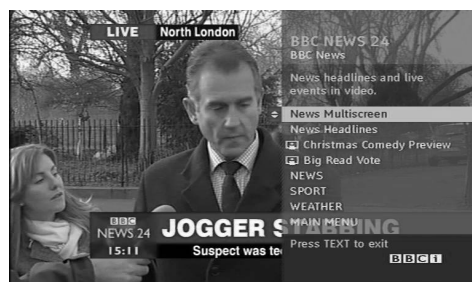 LIVE North London
BBC NEWS 24
BBC News
News headlines and live
events in video.
News Multiscreen
News Headlines
Christmas Comedy Preview
Big Read Vote
NEWS
SPORT
WEATHER
MAIN MENU
Press TEXT to exit
BBCi
BBC
NEWS 24
15:11
JOGGER STABBING
Suspect was